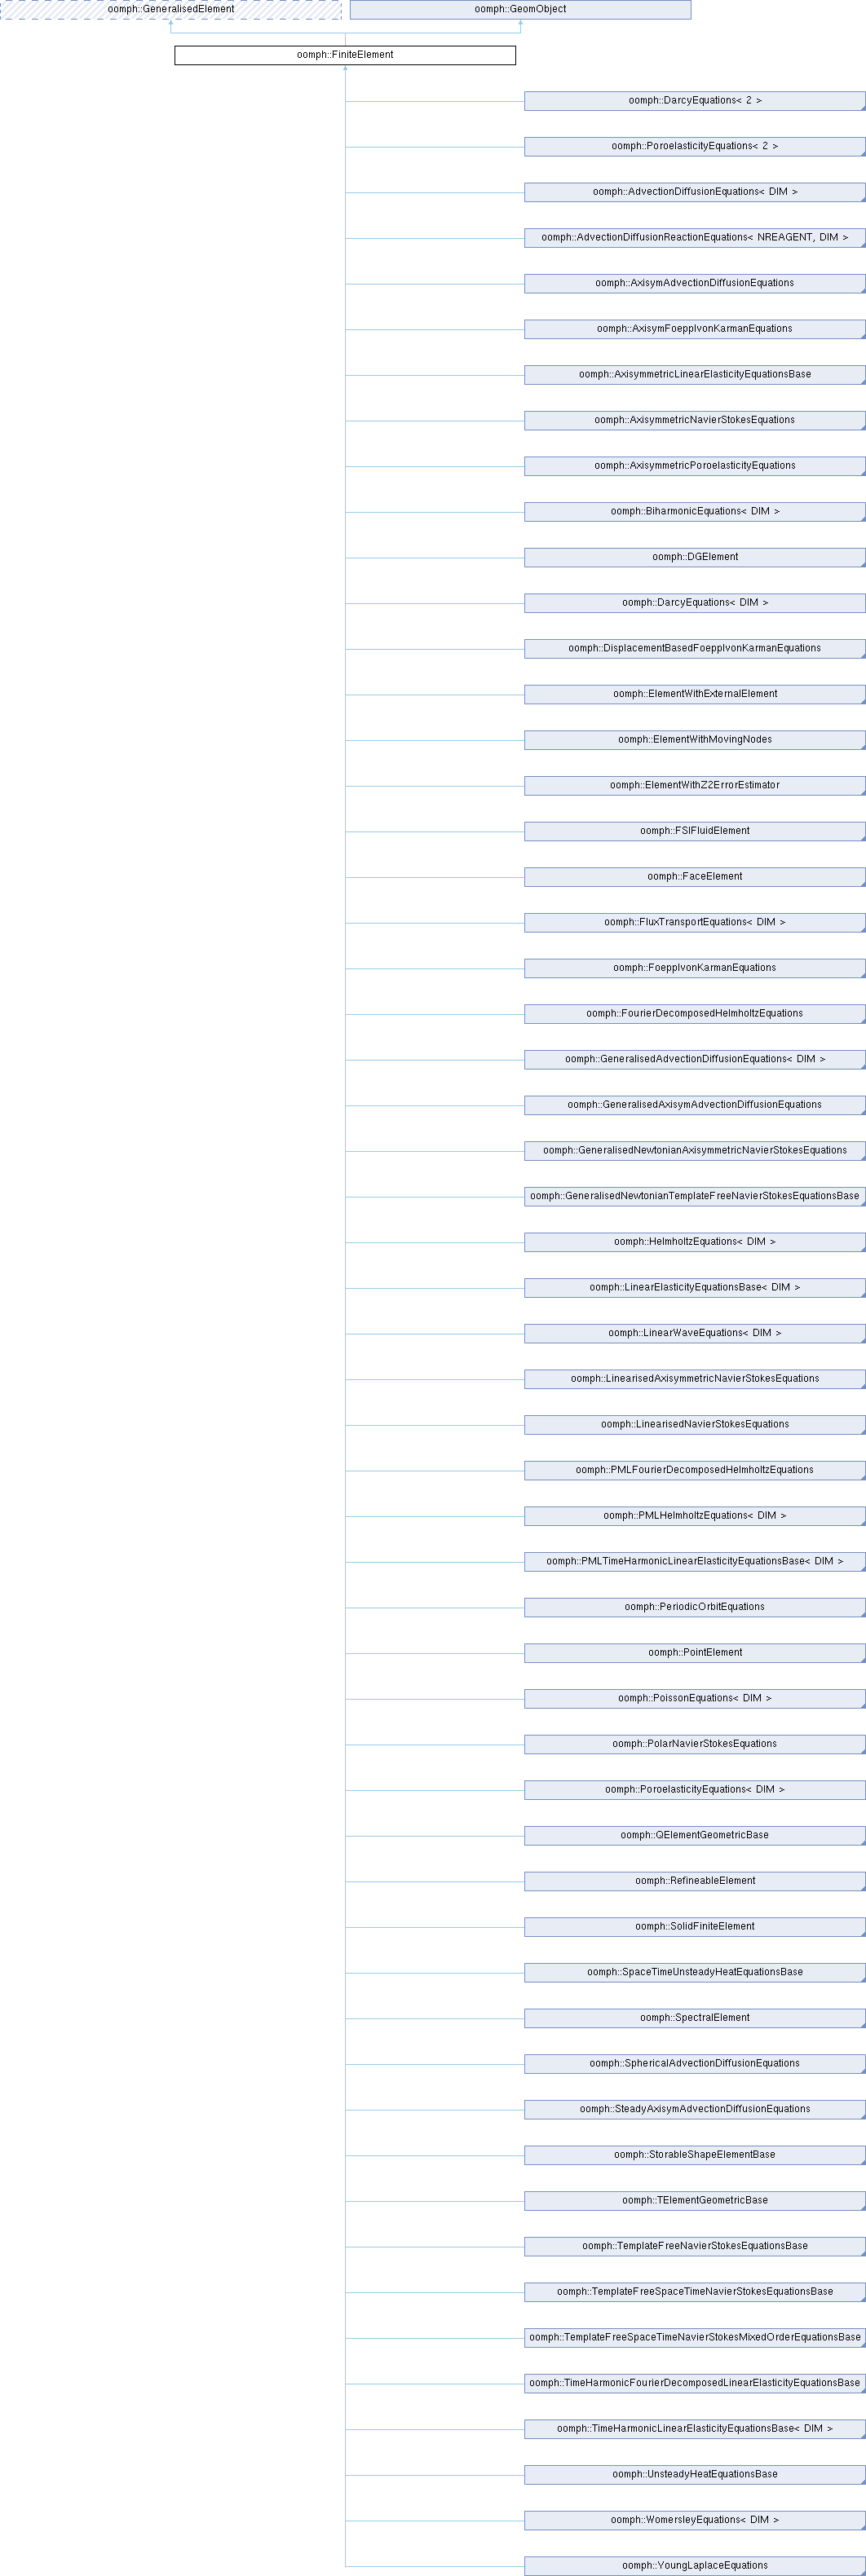 oomph::GeneralisedElement
oomph::GeomObject
oomph::FiniteElement
oomph::DarcyEquations< 2 >
oomph::PoroelasticityEquations< 2 >
oomph::AdvectionDiffusionEquations< DIM >
oomph::AdvectionDiffusionReactionEquations< NREAGENT, DIM >
oomph::AxisymAdvectionDiffusionEquations
oomph::AxisymFoepplvonKarmanEquations
oomph::AxisymmetricLinearElasticityEquationsBase
oomph::AxisymmetricNavierStokesEquations
oomph::AxisymmetricPoroelasticityEquations
oomph::BiharmonicEquations< DIM >
oomph::DGElement
oomph::DarcyEquations< DIM >
oomph::DisplacementBasedFoepplvonKarmanEquations
oomph::ElementWithExternalElement
oomph::ElementWithMovingNodes
oomph::ElementWithZ2ErrorEstimator
oomph::FSIFluidElement
oomph::FaceElement
oomph::FluxTransportEquations< DIM >
oomph::FoepplvonKarmanEquations
oomph::FourierDecomposedHelmholtzEquations
oomph::GeneralisedAdvectionDiffusionEquations< DIM >
oomph::GeneralisedAxisymAdvectionDiffusionEquations
oomph::GeneralisedNewtonianAxisymmetricNavierStokesEquations
oomph::GeneralisedNewtonianTemplateFreeNavierStokesEquationsBase
oomph::HelmholtzEquations< DIM >
oomph::LinearElasticityEquationsBase< DIM >
oomph::LinearWaveEquations< DIM >
oomph::LinearisedAxisymmetricNavierStokesEquations
oomph::LinearisedNavierStokesEquations
oomph::PMLFourierDecomposedHelmholtzEquations
oomph::PMLHelmholtzEquations< DIM >
oomph::PMLTimeHarmonicLinearElasticityEquationsBase< DIM >
oomph::PeriodicOrbitEquations
oomph::PointElement
oomph::PoissonEquations< DIM >
oomph::PolarNavierStokesEquations
oomph::PoroelasticityEquations< DIM >
oomph::QElementGeometricBase
oomph::RefineableElement
oomph::SolidFiniteElement
oomph::SpaceTimeUnsteadyHeatEquationsBase
oomph::SpectralElement
oomph::SphericalAdvectionDiffusionEquations
oomph::SteadyAxisymAdvectionDiffusionEquations
oomph::StorableShapeElementBase
oomph::TElementGeometricBase
oomph::TemplateFreeNavierStokesEquationsBase
oomph::TemplateFreeSpaceTimeNavierStokesEquationsBase
oomph::TemplateFreeSpaceTimeNavierStokesMixedOrderEquationsBase
oomph::TimeHarmonicFourierDecomposedLinearElasticityEquationsBase
oomph::TimeHarmonicLinearElasticityEquationsBase< DIM >
oomph::UnsteadyHeatEquationsBase
oomph::WomersleyEquations< DIM >
oomph::YoungLaplaceEquations